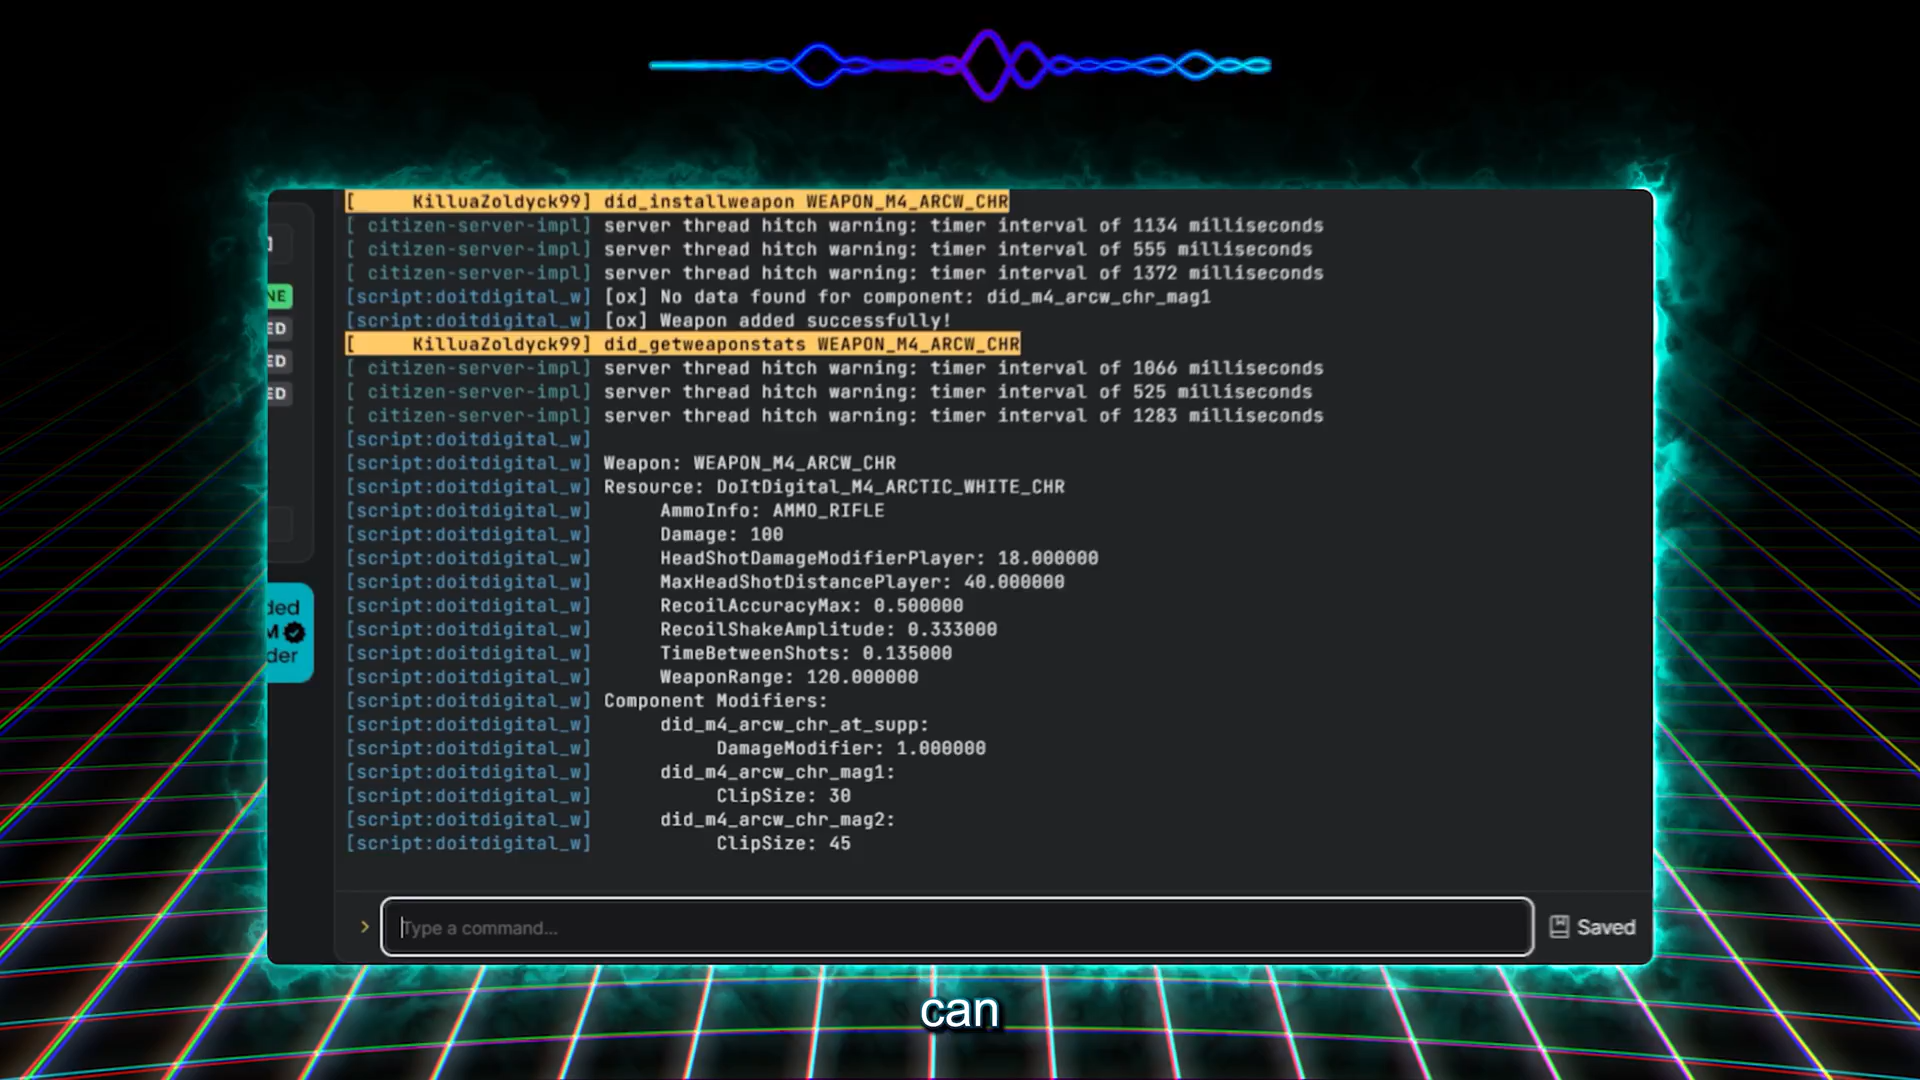 [     KilluaZoldyck99] did_installweapon WEAPON_M4_ARCW_CHR
[ citizen-server-impl] server thread hitch warning: timer interval of 1134 milliseconds
[ citizen-server-impl] server thread hitch warning: timer interval of 555 milliseconds
[ citizen-server-impl] server thread hitch warning: timer interval of 1372 milliseconds
[script:doitdigital_w] [ox] No data found for component: did_m4_arcw_chr_mag1
[script:doitdigital_w] [ox] Weapon added successfully!
[     KilluaZoldyck99] did_getweaponstats WEAPON_M4_ARCW_CHR
[ citizen-server-impl] server thread hitch warning: timer interval of 1066 milliseconds
[ citizen-server-impl] server thread hitch warning: timer interval of 525 milliseconds
[ citizen-server-impl] server thread hitch warning: timer interval of 1283 milliseconds
[script:doitdigital_w]
[script:doitdigital_w] Weapon: WEAPON_M4_ARCW_CHR
[script:doitdigital_w] Resource: DoItDigital_M4_ARCTIC_WHITE_CHR
[script:doitdigital_w]      AmmoInfo: AMMO_RIFLE
[script:doitdigital_w]      Damage: 100
[script:doitdigital_w]      HeadShotDamageModifierPlayer: 18.000000
[script:doitdigital_w]      MaxHeadShotDistancePlayer: 40.000000
[script:doitdigital_w]      RecoilAccuracyMax: 0.500000
[script:doitdigital_w]      RecoilShakeAmplitude: 0.333000
[script:doitdigital_w]      TimeBetweenShots: 0.135000
[script:doitdigital_w]      WeaponRange: 120.000000
[script:doitdigital_w] Component Modifiers:
[script:doitdigital_w]      did_m4_arcw_chr_at_supp:
[script:doitdigital_w]           DamageModifier: 1.000000
[script:doitdigital_w]      did_m4_arcw_chr_mag1:
[script:doitdigital_w]           ClipSize: 30
[script:doitdigital_w]      did_m4_arcw_chr_mag2:
[script:doitdigital_w]           ClipSize: 45
NE
ED
ED
ED
ded
M
der
> Type a command...
Saved
can